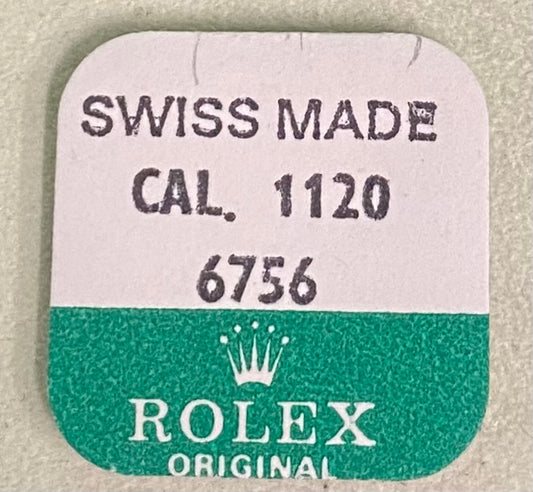 SWISS MADE
CAL. 1120
6756
ROLEX
ORIGINAL